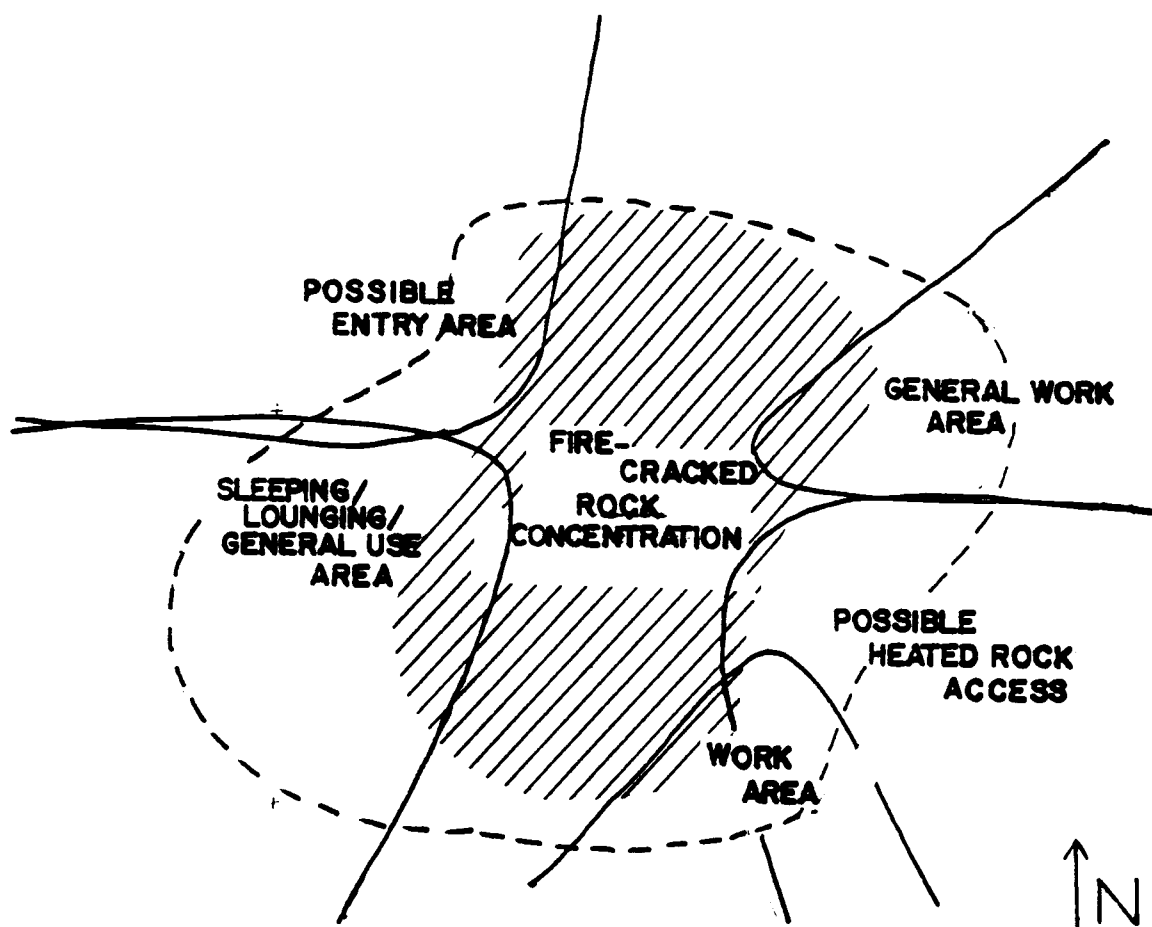 POSSIBLE
ENTRY AREA
GENERAL WORK
AREA
FIRE-
CRACKED
ROCK
CONCENTRATION
SLEEPING/
LOUNGING/
GENERAL USE
AREA
POSSIBLE
HEATED ROCK
ACCESS
WORK
AREA
N